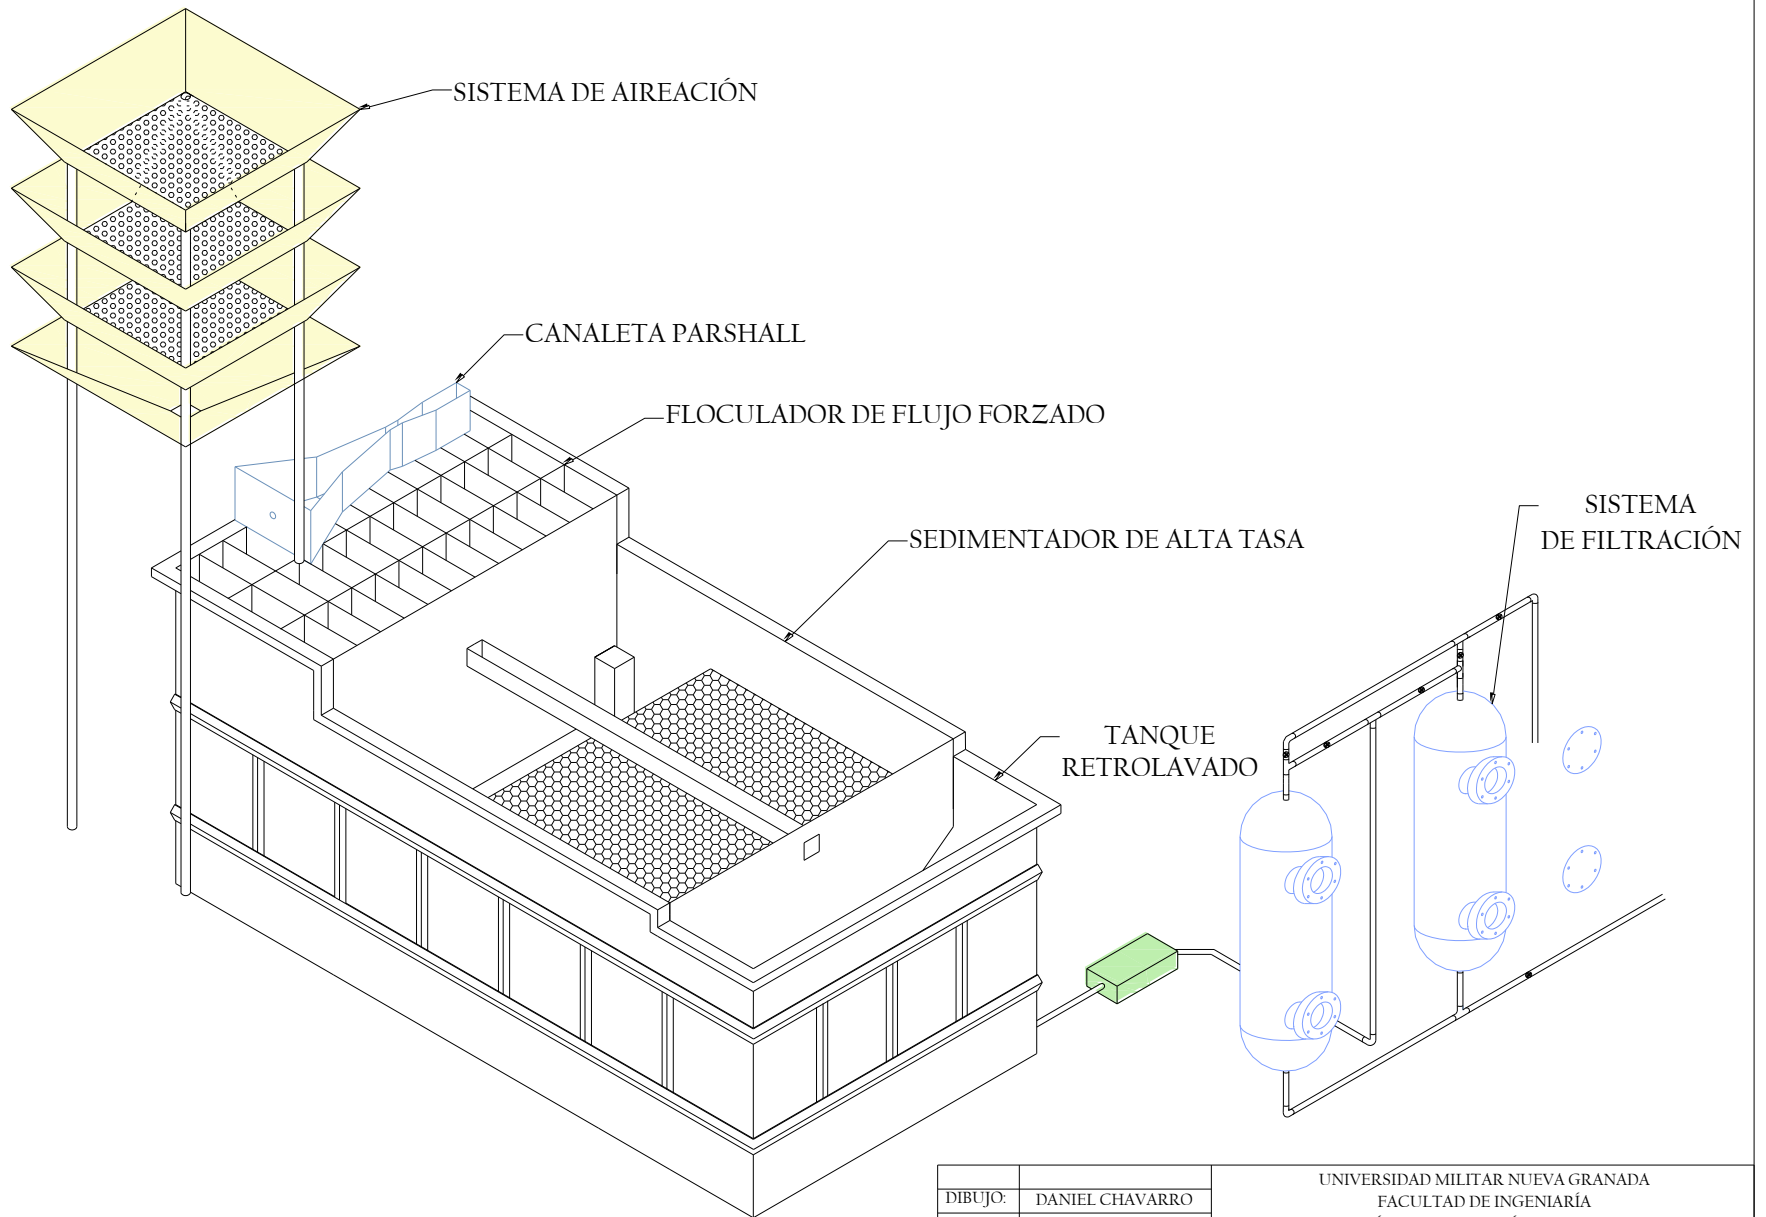 SISTEMA DE AIREACIÓN
CANALETA PARSHALL
FLOCULADOR DE FLUJO FORZADO
SEDIMENTADOR DE ALTA TASA
SISTEMA
DE FILTRACIÓN
TANQUE
RETROLAVADO
DIBUJO: DANIEL CHAVARRO
UNIVERSIDAD MILITAR NUEVA GRANADA
FACULTAD DE INGENIARÍA